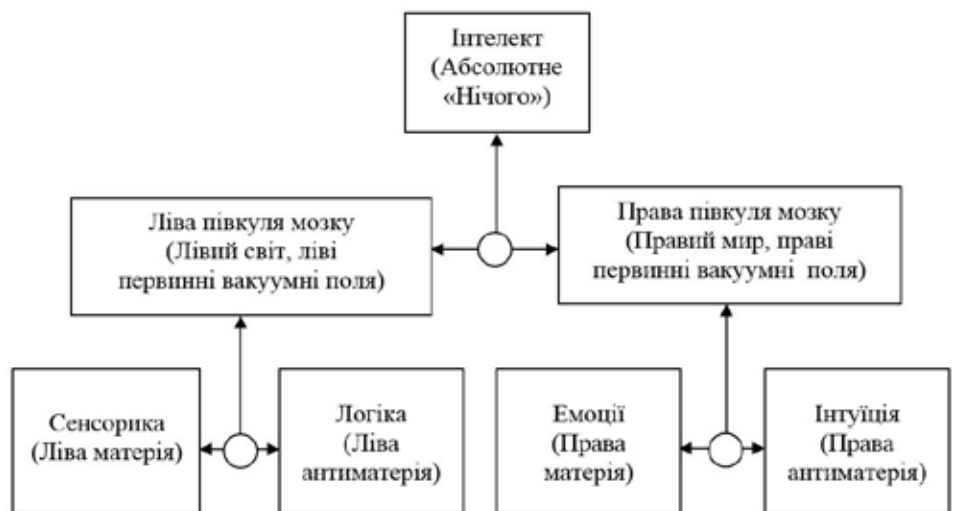 Інтелект
(Абсолютне
«Нічого»)
Ліва півкуля мозку
(Лівий світ, ліві
первинні вакуумні поля)
Права півкуля мозку
(Правий мир, праві
первинні вакуумні поля)
Сенсорика
(Ліва матерія)
Логіка
(Ліва
антиматерія)
Емоції
(Права
матерія)
Інтуїція
(Права
антиматерія)